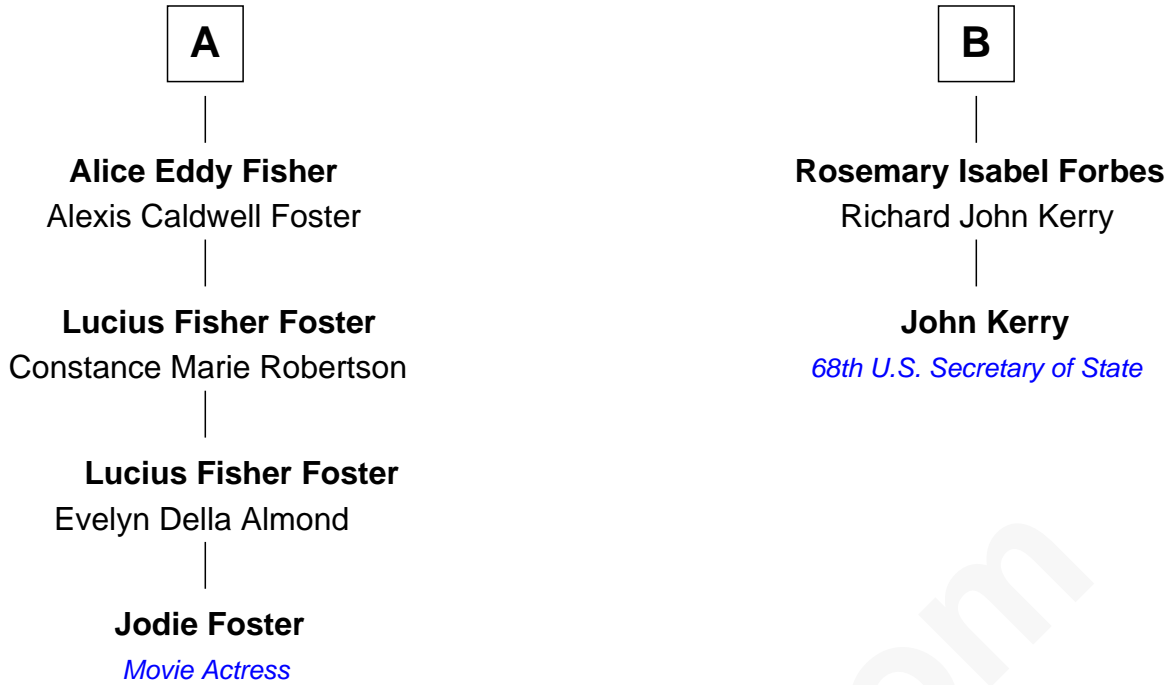 A
Alice Eddy Fisher
Alexis Caldwell Foster
Lucius Fisher Foster
Constance Marie Robertson
Lucius Fisher Foster
Evelyn Della Almond
Jodie Foster
Movie Actress
B
Rosemary Isabel Forbes
Richard John Kerry
John Kerry
68th U.S. Secretary of State
om